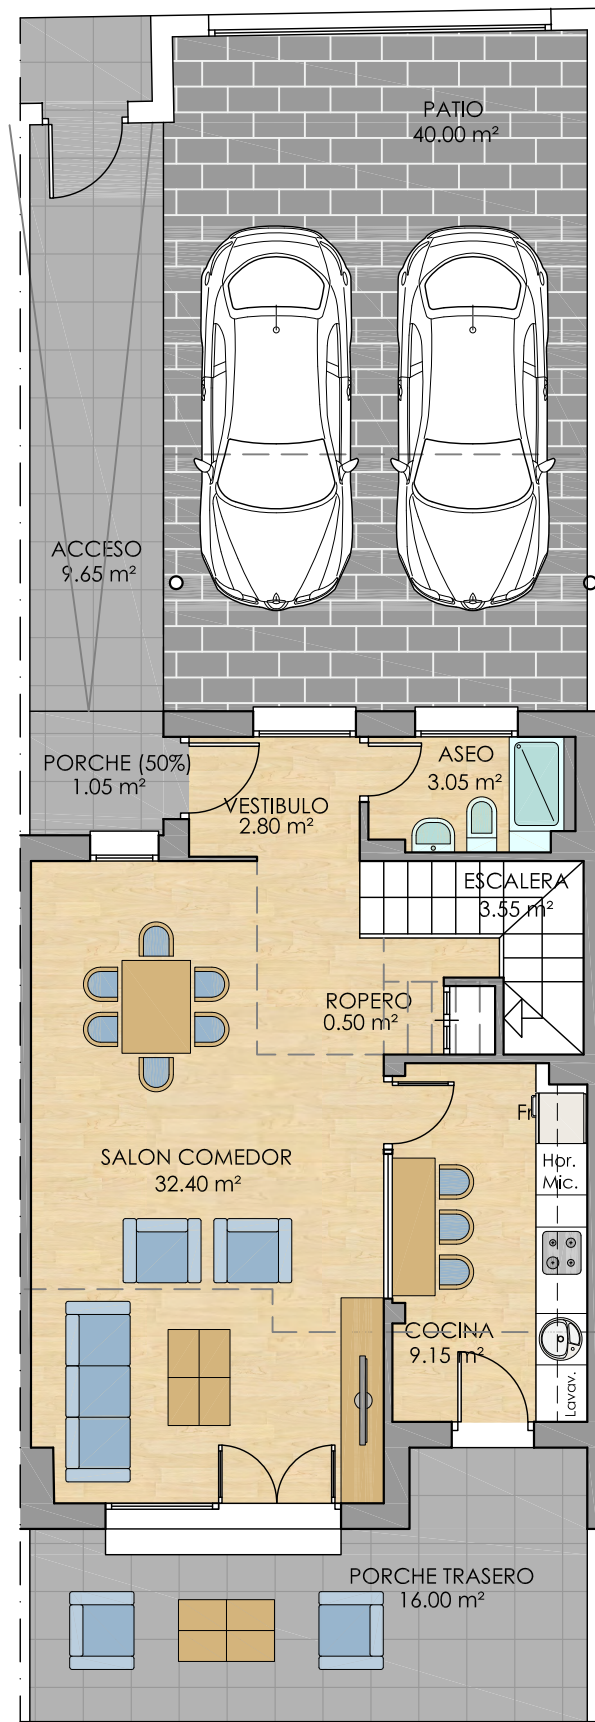 PATIO
40.00 m²
ACCESO
9.65 m²
PORCHE (50%)
1.05 m²
ASEO
3.05 m²
VESTIBULO
2.80 m²
ESCALERA
3.55 m²
ROPERO
0.50 m²
Fr
Hor.
Mic.
SALON COMEDOR
32.40 m²
COCINA
9.15 m²
Lavav.
PORCHE TRASERO
16.00 m²